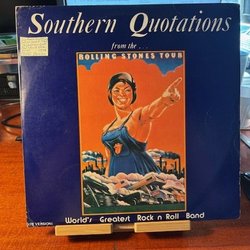 Southern Quotations
from the ...
ROLLING STONES TOUR
World's Greatest Rock n Roll Band